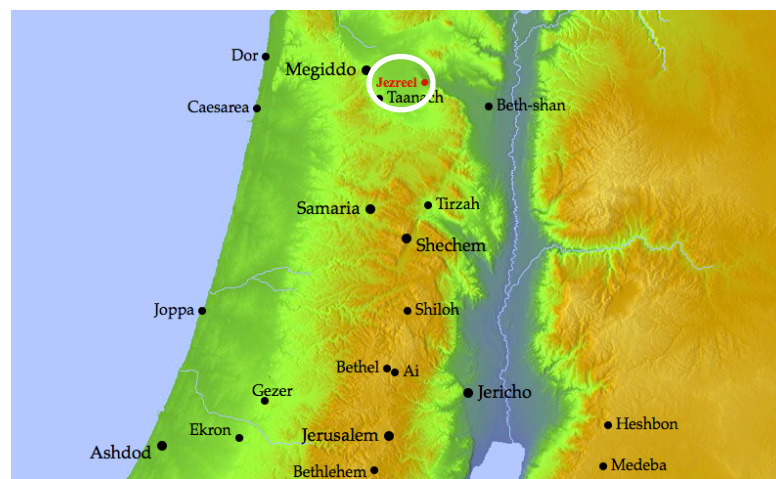 Dor
Megiddo
Jezreel
Taanach
Caesarea
Beth-shan
Samaria
Tirzah
Shechem
Joppa
Shiloh
Bethel
Ai
Gezer
Jericho
Ekron
Jerusalem
Heshbon
Ashdod
Bethlehem
Medeba